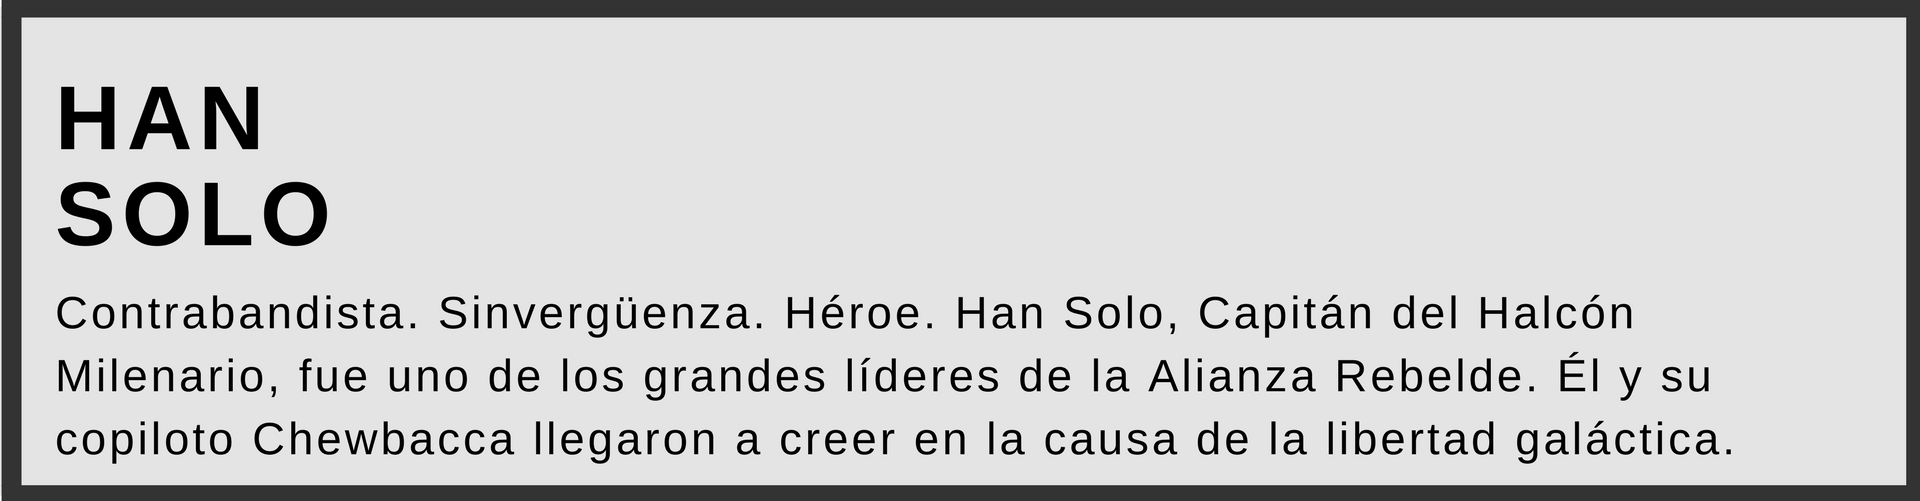 HAN
SOLO
Contrabandista. Sinvergüenza. Héroe. Han Solo, Capitán del Halcón
Milenario, fue uno de los grandes líderes de la Alianza Rebelde. Él y su
copiloto Chewbacca llegaron a creer en la causa de la libertad galáctica.